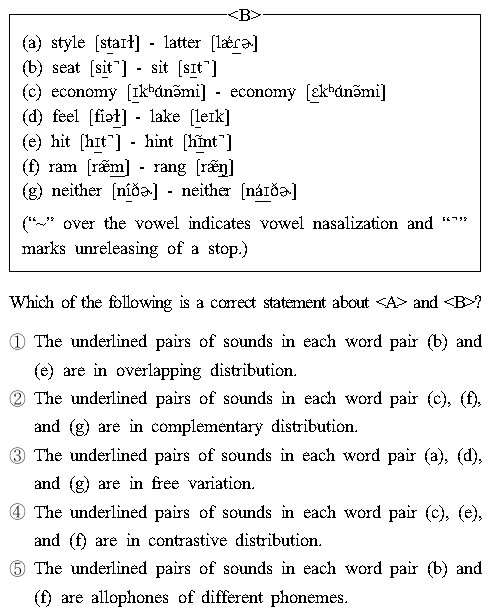 <B>
(a) style [staɪɫ] - latter [lǽɾɚ]
(b) seat [sit˺] - sit [sɪt˺]
(c) economy [ɪkʰɑ́nə̃mi] - economy [ɛkʰɑ́nə̃mi]
(d) feel [fiəɫ] - lake [leɪk]
(e) hit [hɪt˺] - hint [hɪ̃nt˺]
(f) ram [ræ̃m] - rang [ræ̃ŋ]
(g) neither [níðɚ] - neither [náɪðɚ]
(“~” over the vowel indicates vowel nasalization and “˺”
marks unreleasing of a stop.)
Which of the following is a correct statement about <A> and <B>?
① The underlined pairs of sounds in each word pair (b) and
(e) are in overlapping distribution.
② The underlined pairs of sounds in each word pair (c), (f),
and (g) are in complementary distribution.
③ The underlined pairs of sounds in each word pair (a), (d),
and (g) are in free variation.
④ The underlined pairs of sounds in each word pair (c), (e),
and (f) are in contrastive distribution.
⑤ The underlined pairs of sounds in each word pair (b) and
(f) are allophones of different phonemes.